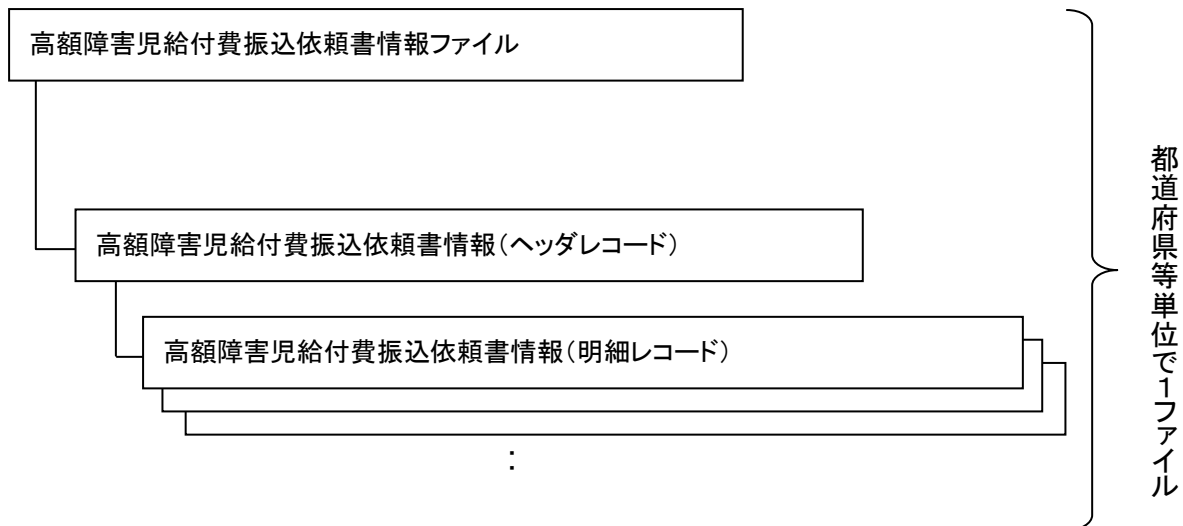 高額障害児給付費振込依頼書情報ファイル
高額障害児給付費振込依頼書情報（ヘッダレコード）
高額障害児給付費振込依頼書情報（明細レコード）
：
都道府県等単位で１ファイル